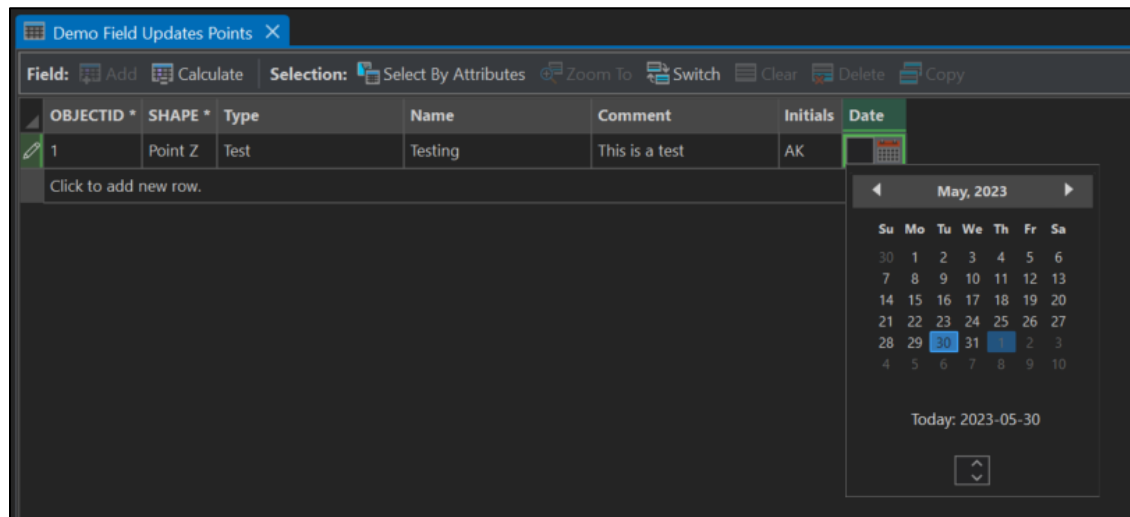 Demo Field Updates Points
Field: Add Calculate Selection: Select By Attributes Zoom To Switch Clear Delete Copy
OBJECTID * SHAPE * Type Name Comment Initials Date
1 Point Z Test Testing This is a test AK
Click to add new row.
May, 2023
Su Mo Tu We Th Fr Sa
30 1 2 3 4 5 6
7 8 9 10 11 12 13
14 15 16 17 18 19 20
21 22 23 24 25 26 27
28 29 30 31 1 2 3
4 5 6 7 8 9 10
Today: 2023-05-30